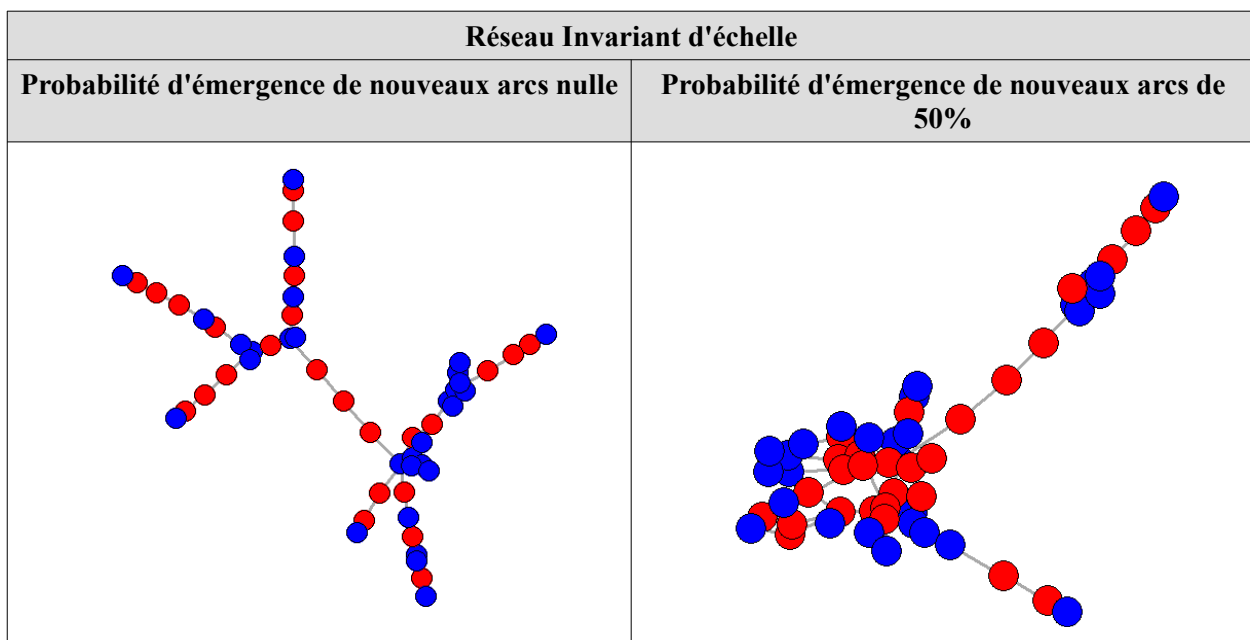 Réseau Invariant d'échelle
Probabilité d'émergence de nouveaux arcs nulle
Probabilité d'émergence de nouveaux arcs de
50%